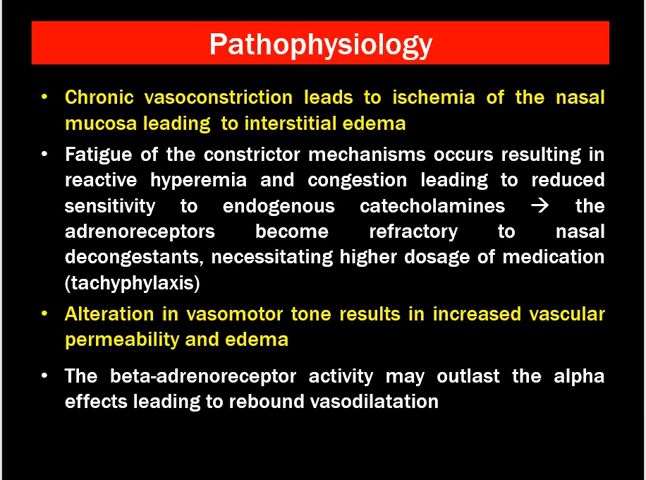 Pathophysiology
• Chronic vasoconstriction leads to ischemia of the nasal
mucosa leading to interstitial edema
• Fatigue of the constrictor mechanisms occurs resulting in
reactive hyperemia and congestion leading to reduced
sensitivity to endogenous catecholamines → the
adrenoreceptors become refractory to nasal
decongestants, necessitating higher dosage of medication
(tachyphylaxis)
• Alteration in vasomotor tone results in increased vascular
permeability and edema
• The beta-adrenoreceptor activity may outlast the alpha
effects leading to rebound vasodilatation